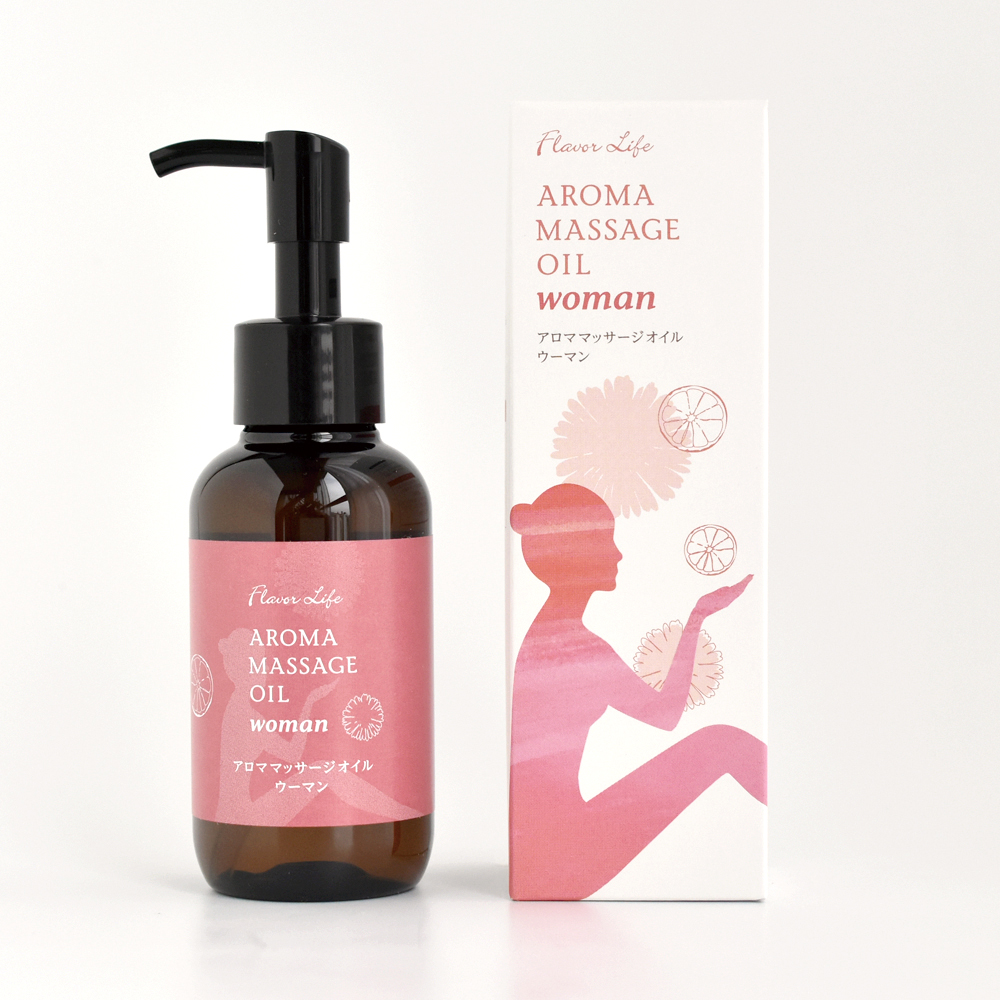 Flavor Life
AROMA
MASSAGE
OIL
woman
アロママッサージオイル
ウーマン
Flavor Life
AROMA
MASSAGE
OIL
woman
アロママッサージオイル
ウーマン